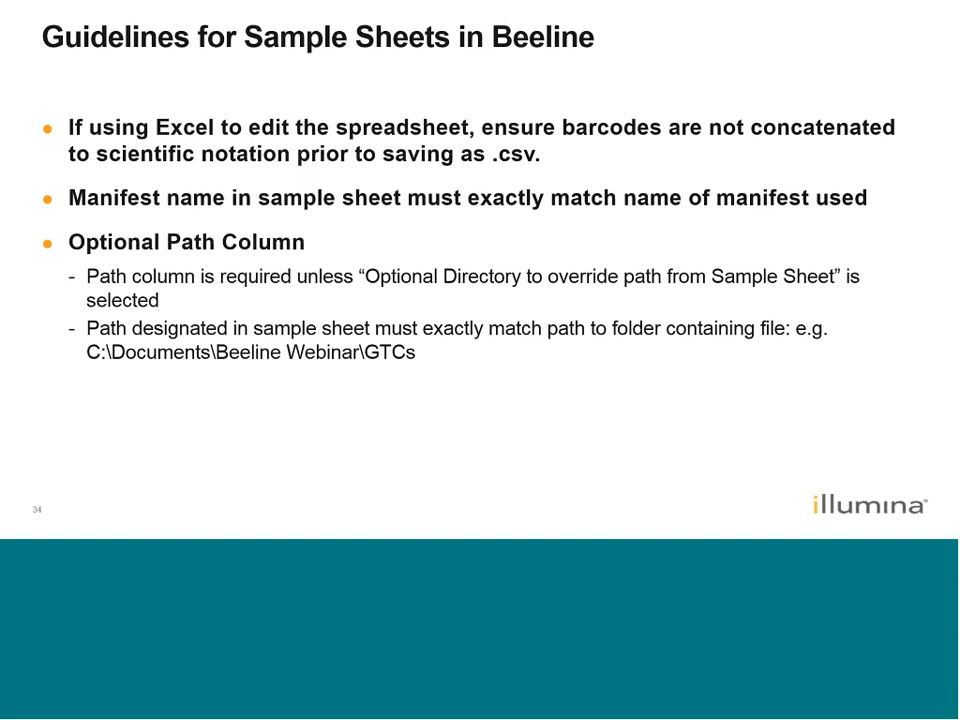 Guidelines for Sample Sheets in Beeline
● If using Excel to edit the spreadsheet, ensure barcodes are not concatenated
to scientific notation prior to saving as .csv.
● Manifest name in sample sheet must exactly match name of manifest used
● Optional Path Column
- Path column is required unless “Optional Directory to override path from Sample Sheet” is
selected
- Path designated in sample sheet must exactly match path to folder containing file: e.g.
C:\Documents\Beeline Webinar\GTCs
34
illumina®